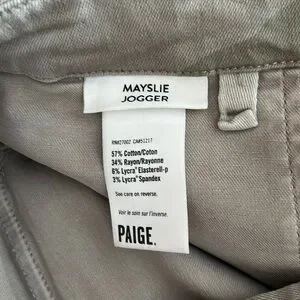 MAYSLIE
JOGGER
57% Cotton/Coton
34% Rayon/Rayonne
6% Lycra® Elasterell-p
3% Lycra® Spandex
See care on reverse.
Voir le soin sur l'inverse.
PAIGE.